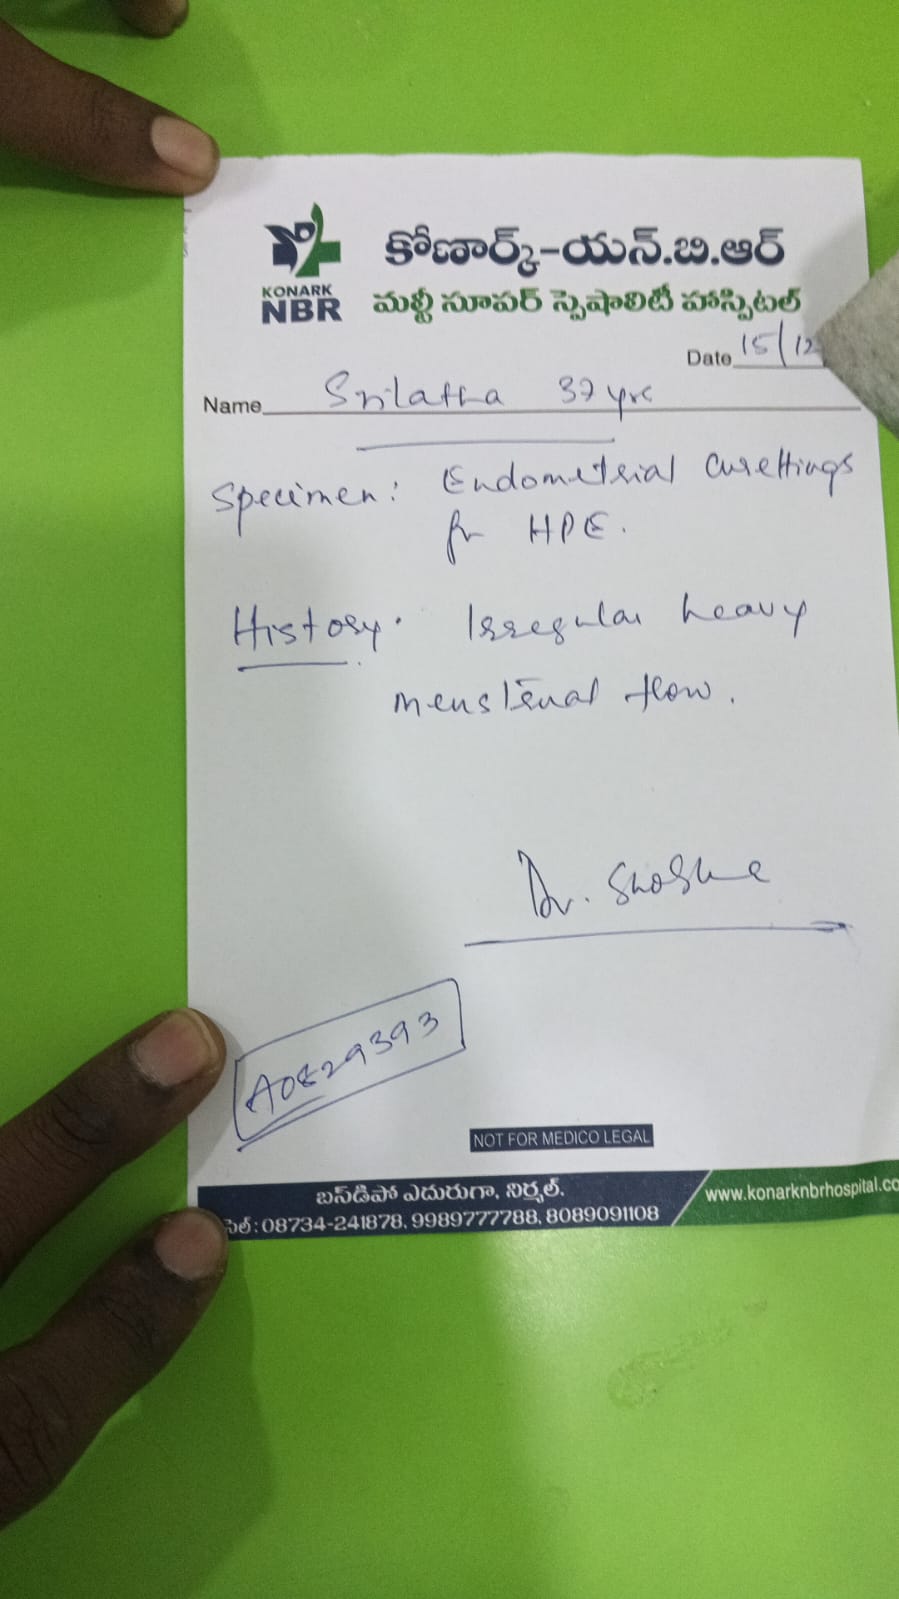 కోణార్క్-యన్.బి.ఆర్
KONARK
NBR
మల్టీ సూపర్ స్పెషాలిటీ హాస్పిటల్
Date 15/12
Name Srilatha 37 yrs
Specimen: Endometrial Curettings
for HPE.
History. Irregular heavy
menstrual flow.
Dr.
A0829393
NOT FOR MEDICO LEGAL
బస్‌డిపో ఎదురుగా, నిర్మల్.
సెల్: 08734-241878, 9989777788, 8089091108
www.konarknbrhospital.co